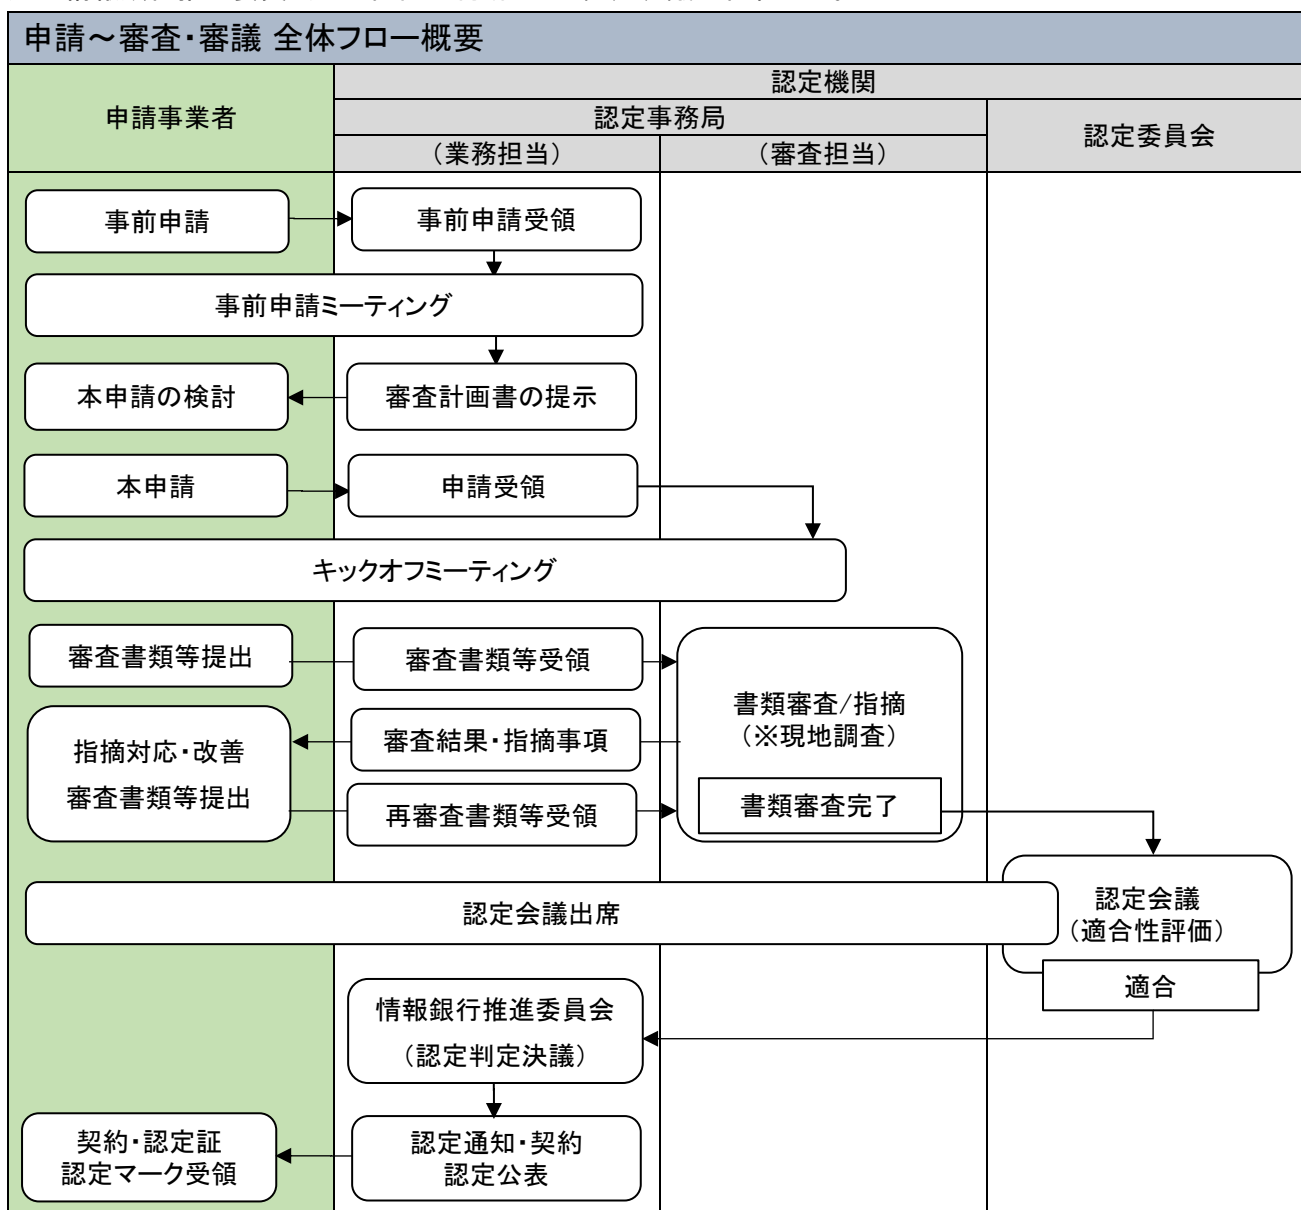 申請～審査・審議 全体フロー概要
申請事業者
認定機関
認定事務局
認定委員会
（業務担当）
（審査担当）
事前申請
事前申請受領
事前申請ミーティング
本申請の検討
審査計画書の提示
本申請
申請受領
キックオフミーティング
審査書類等提出
審査書類等受領
書類審査/指摘
（※現地調査）
審査結果・指摘事項
指摘対応・改善
審査書類等提出
再審査書類等受領
書類審査完了
認定会議出席
認定会議
（適合性評価）
適合
情報銀行推進委員会
（認定判定決議）
契約・認定証
認定マーク受領
認定通知・契約
認定公表